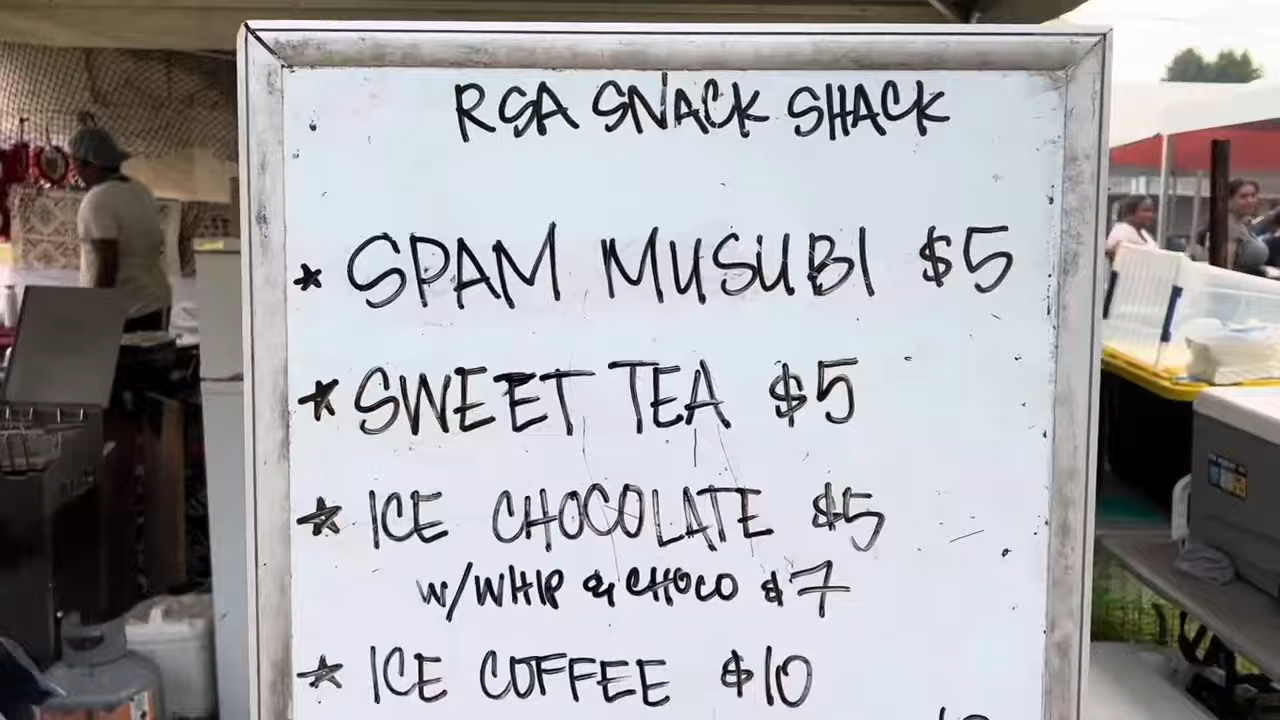 RSA SNACK SHACK
★ SPAM MUSUBI $5
★ SWEET TEA $5
★ ICE CHOCOLATE $5
w/WHIP & CHOCO $7
★ ICE COFFEE $10